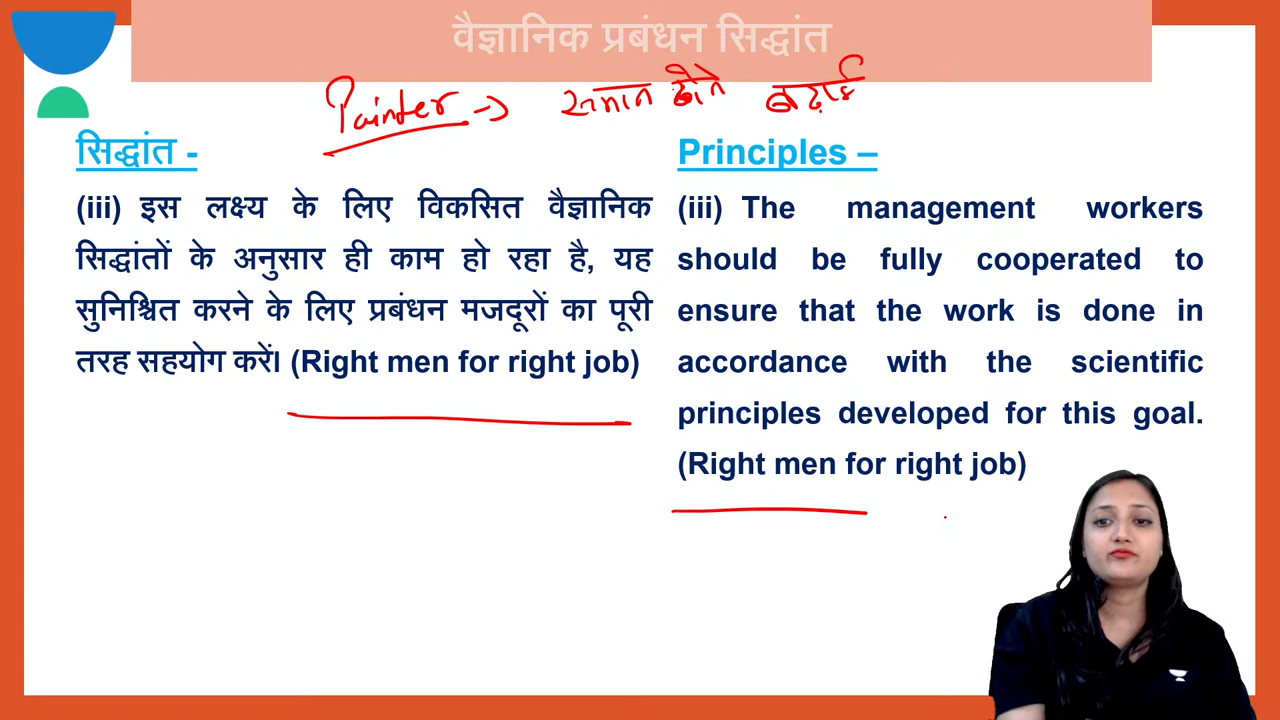 वैज्ञानिक प्रबंधन सिद्धांत
Painter -> समान ढोने बढ़ई
सिद्धांत -
(iii) इस लक्ष्य के लिए विकसित वैज्ञानिक
सिद्धांतों के अनुसार ही काम हो रहा है, यह
सुनिश्चित करने के लिए प्रबंधन मजदूरों का पूरी
तरह सहयोग करें। (Right men for right job)
Principles –
(iii) The management workers
should be fully cooperated to
ensure that the work is done in
accordance with the scientific
principles developed for this goal.
(Right men for right job)